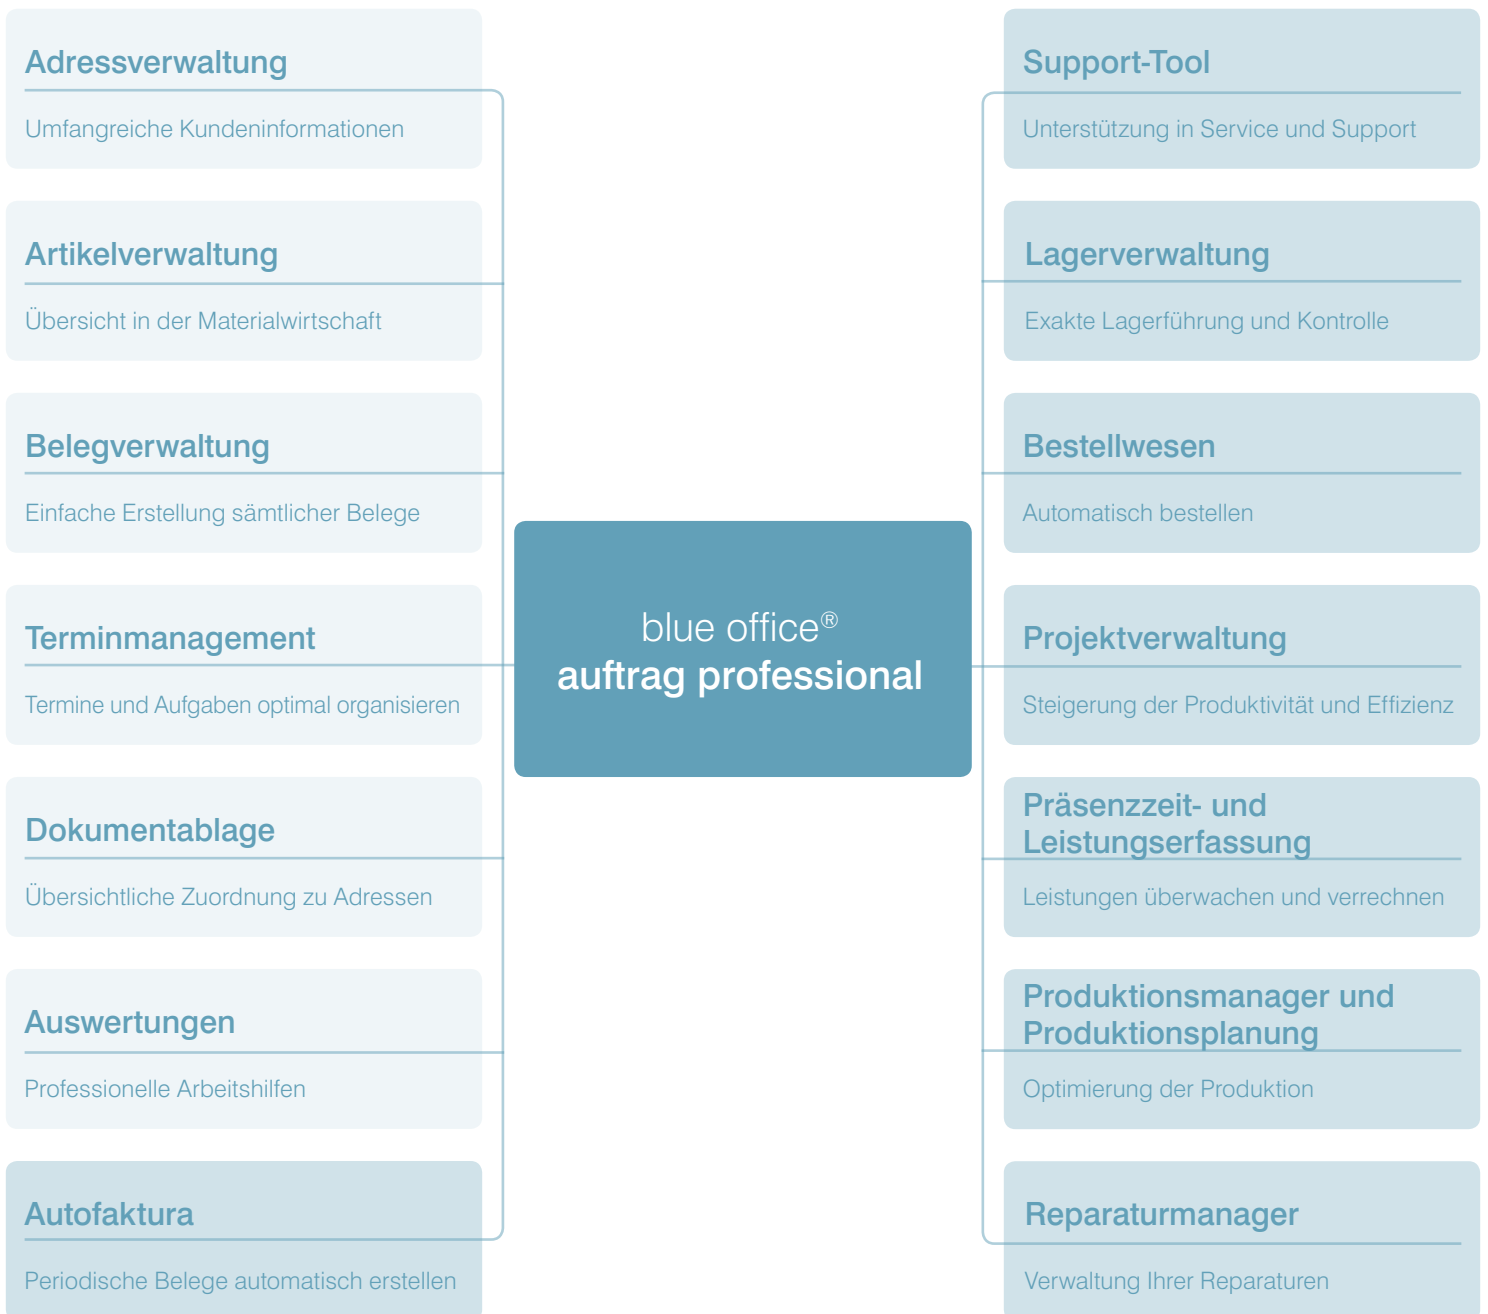 Adressverwaltung
Umfangreiche Kundeninformationen
Artikelverwaltung
Übersicht in der Materialwirtschaft
Belegverwaltung
Einfache Erstellung sämtlicher Belege
Terminmanagement
Termine und Aufgaben optimal organisieren
Dokumentablage
Übersichtliche Zuordnung zu Adressen
Auswertungen
Professionelle Arbeitshilfen
Autofaktura
Periodische Belege automatisch erstellen
blue office®
auftrag professional
Support-Tool
Unterstützung in Service und Support
Lagerverwaltung
Exakte Lagerführung und Kontrolle
Bestellwesen
Automatisch bestellen
Projektverwaltung
Steigerung der Produktivität und Effizienz
Präsenzzeit- und
Leistungserfassung
Leistungen überwachen und verrechnen
Produktionsmanager und
Produktionsplanung
Optimierung der Produktion
Reparaturmanager
Verwaltung Ihrer Reparaturen